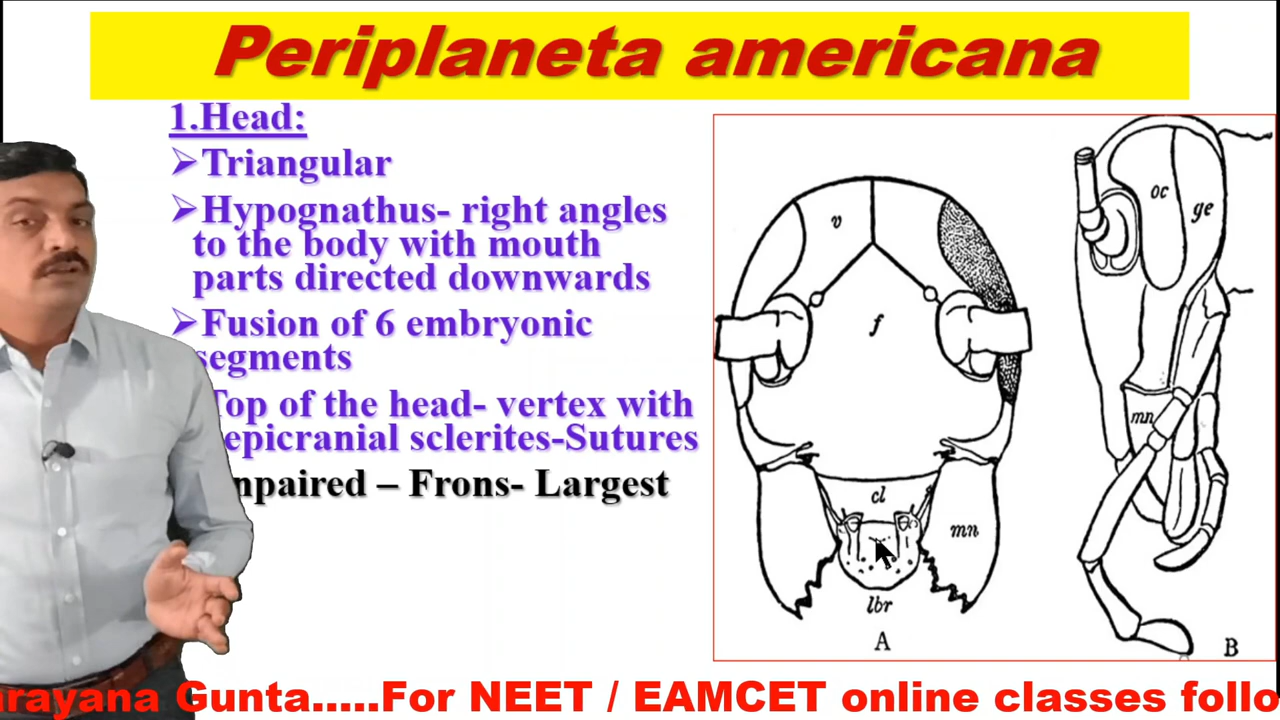 Periplaneta americana
1.Head:
➢Triangular
➢Hypognathus- right angles
to the body with mouth
parts directed downwards
➢Fusion of 6 embryonic
segments
Top of the head- vertex with
epicranial sclerites-Sutures
npaired – Frons- Largest
v
f
cl
mn
lbr
A
oc
ge
mn
B
arayana Gunta.....For NEET / EAMCET online classes follo